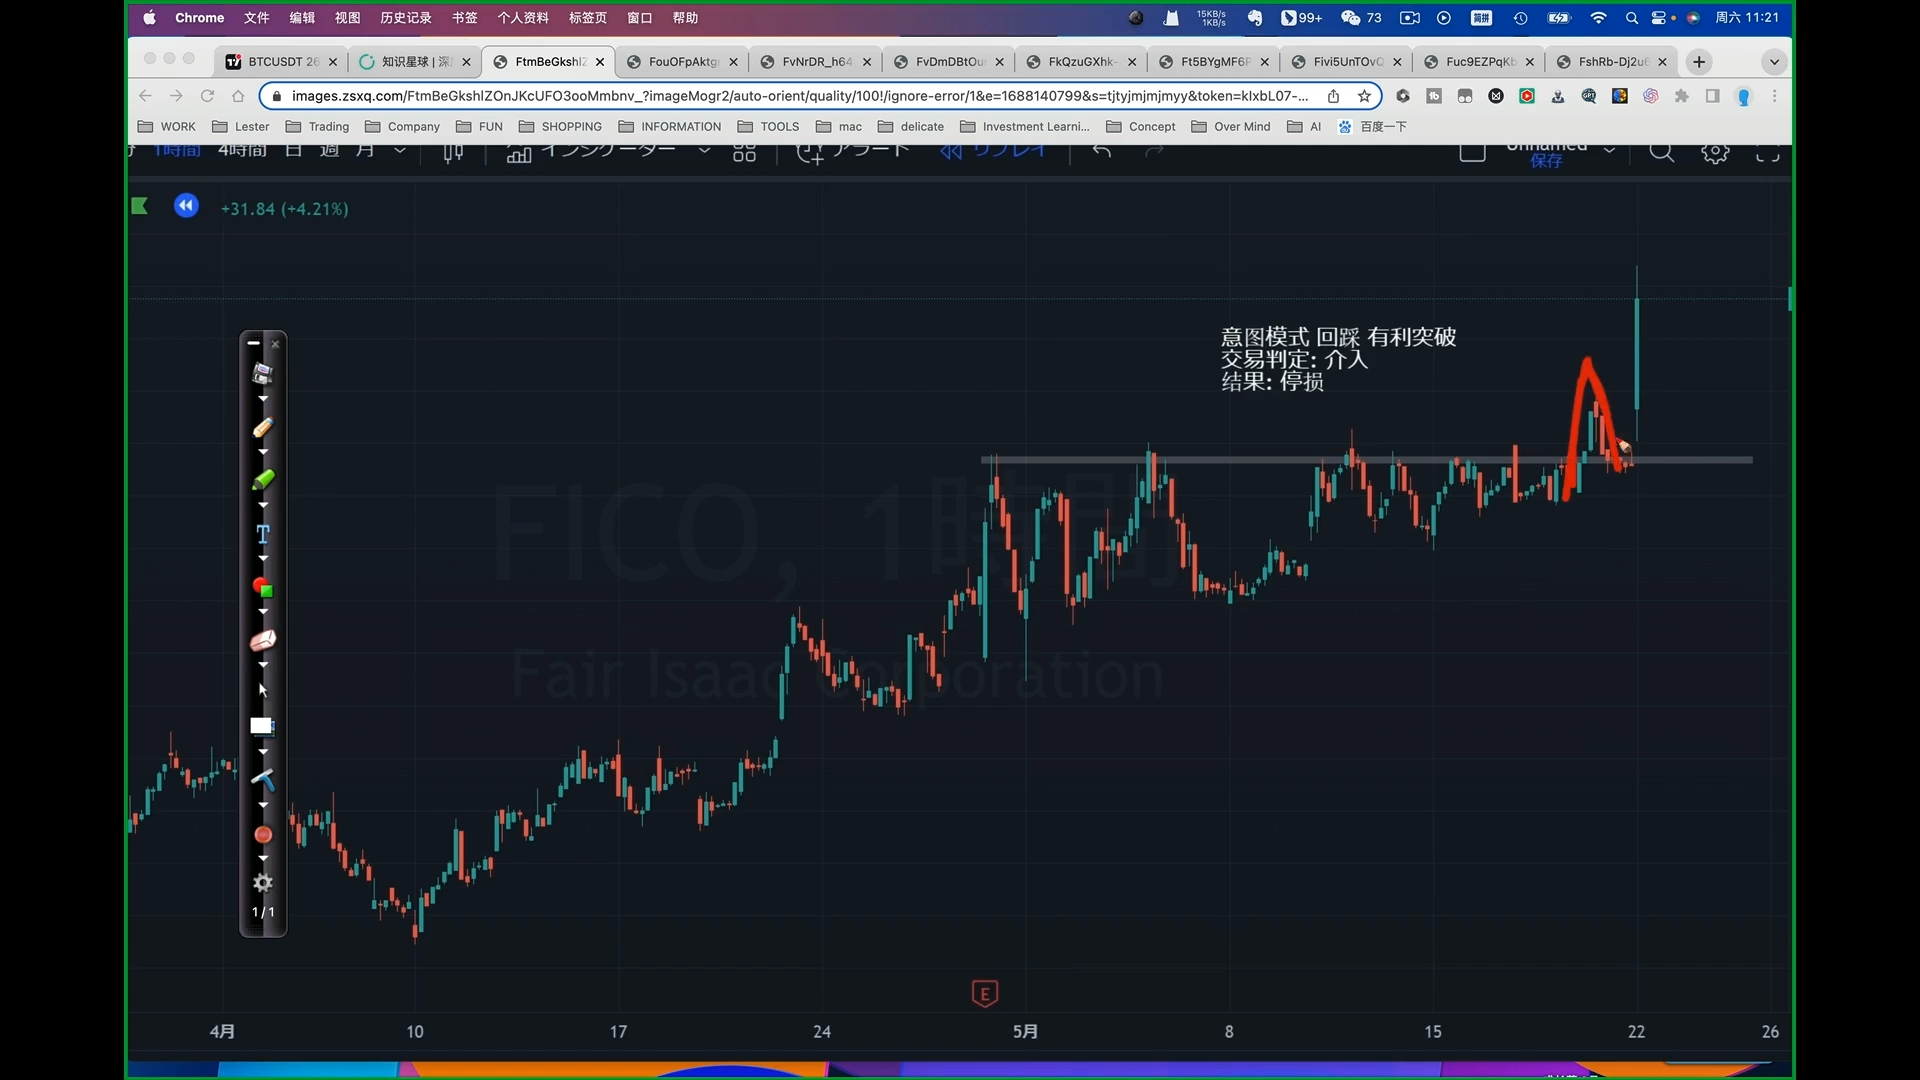 Chrome 文件 编辑 视图 历史记录 书签 个人资料 标签页 窗口 帮助
15KB/s
1KB/s
99+ 73 简拼 周六 11:21
BTCUSDT 26 知识星球 | 深 FtmBeGkshIZ FouOFpAktg FvNrDR_h64 FvDmDBtOu FkQzuGXhk- Ft5BYgMF6P Fivi5UnTOvQ Fuc9EZPqKb FshRb-Dj2u6
images.zsxq.com/FtmBeGkshIZOnJKcUFO3ooMmbnv_?imageMogr2/auto-orient/quality/100!/ignore-error/1&e=1688140799&s=tjtyjmjmjmyy&token=kIxbL07-...
WORK Lester Trading Company FUN SHOPPING INFORMATION TOOLS mac delicate Investment Learni... Concept Over Mind AI 百度一下
1時間 4時間 日 週 月 インジケーター アラート リプレイ Unnamed
保存
+31.84 (+4.21%)
意图模式 回踩 有利突破
交易判定: 介入
结果: 停损
FICO, 1時間
Fair Isaac Corporation
T
1/1
E
4月 10 17 24 5月 8 15 22 26